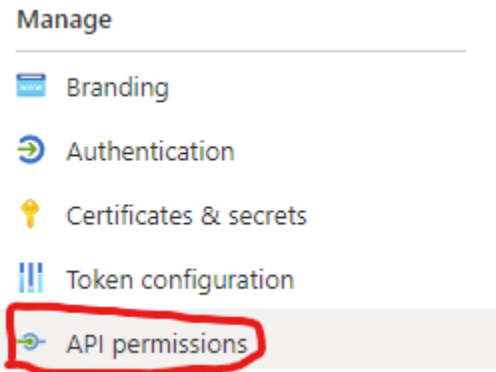 Manage
Branding
Authentication
Certificates & secrets
Token configuration
API permissions